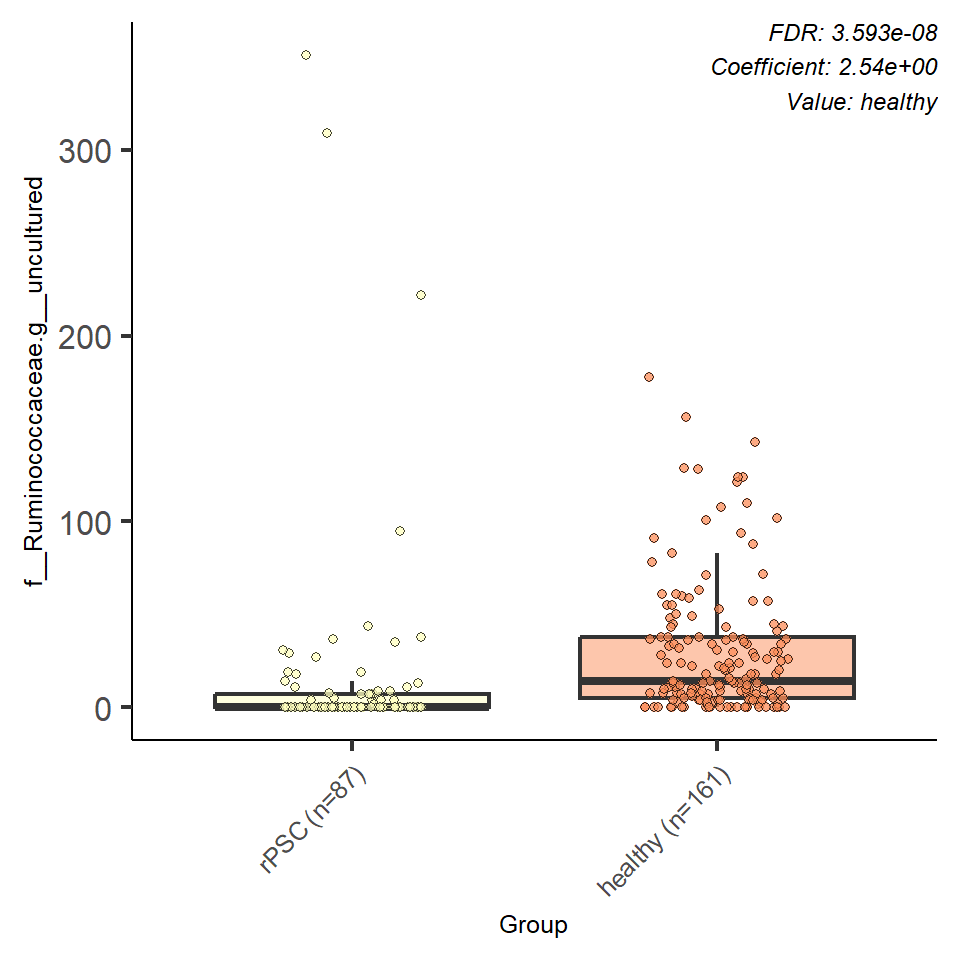 FDR: 3.593e-08
Coefficient: 2.54e+00
Value: healthy
f__Ruminococcaceae.g__uncultured
300
200
100
0
rPSC (n=87)
healthy (n=161)
Group